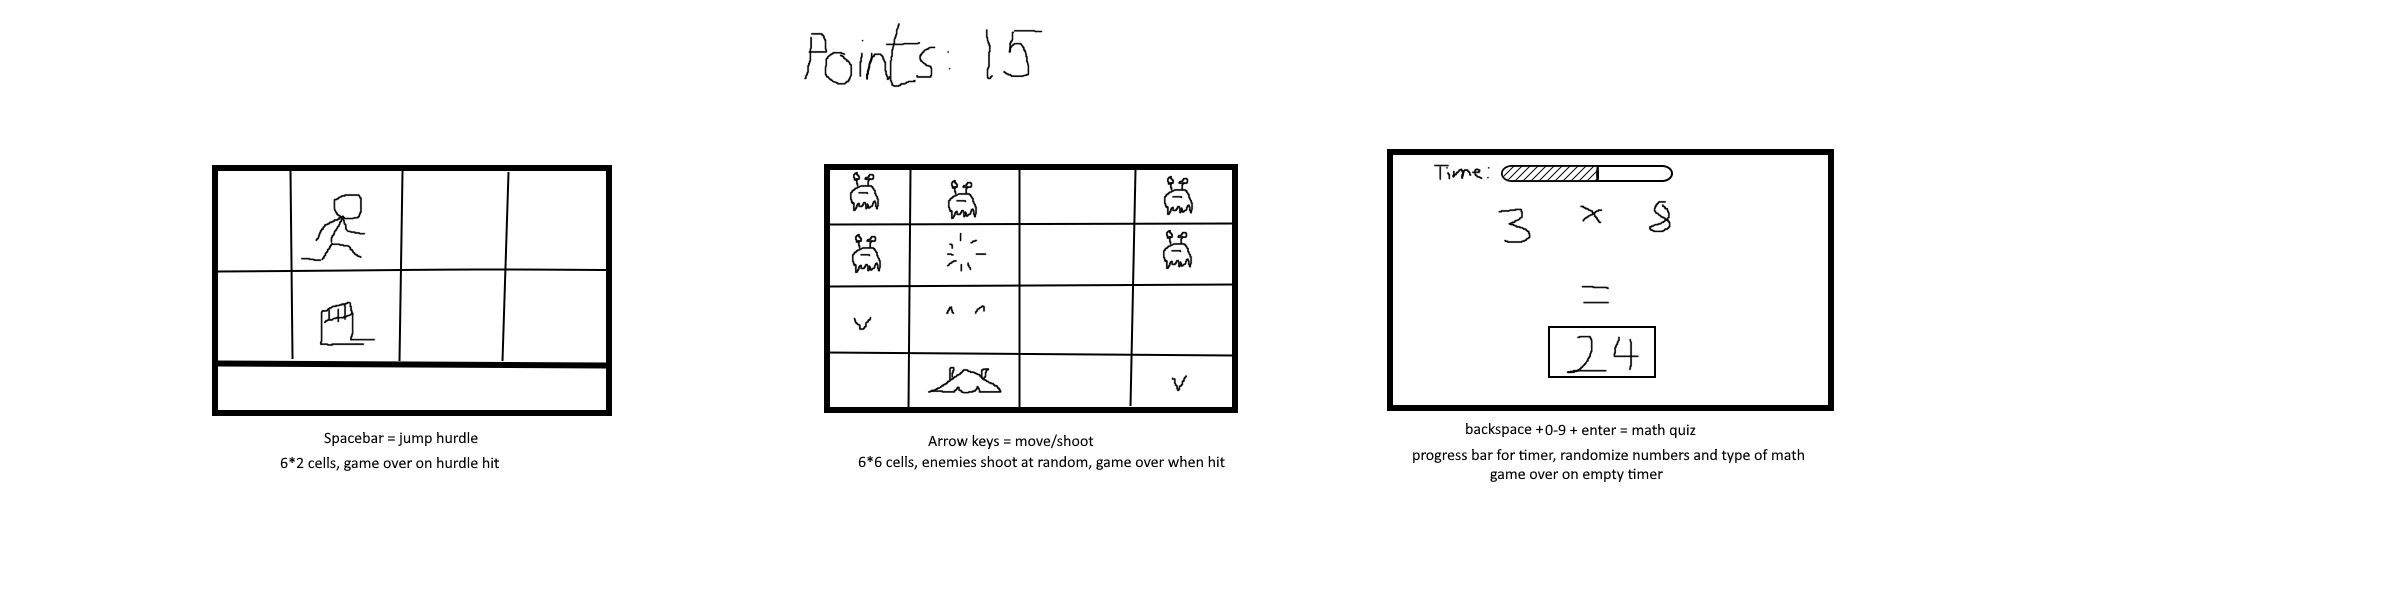 Points: 15
Time:
3 × 8
=
24
Spacebar = jump hurdle
6*2 cells, game over on hurdle hit
Arrow keys = move/shoot
6*6 cells, enemies shoot at random, game over when hit
backspace +0-9 + enter = math quiz
progress bar for timer, randomize numbers and type of math
game over on empty timer